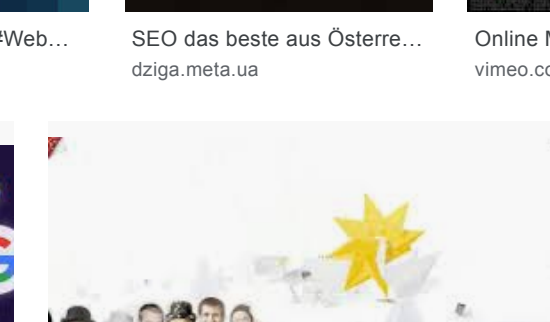 #Web…
SEO das beste aus Österre…
Online
dziga.meta.ua
vimeo.co